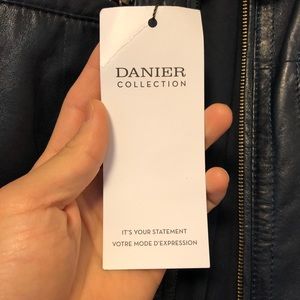 DANIER
COLLECTION
IT'S YOUR STATEMENT
VOTRE MODE D'EXPRESSION